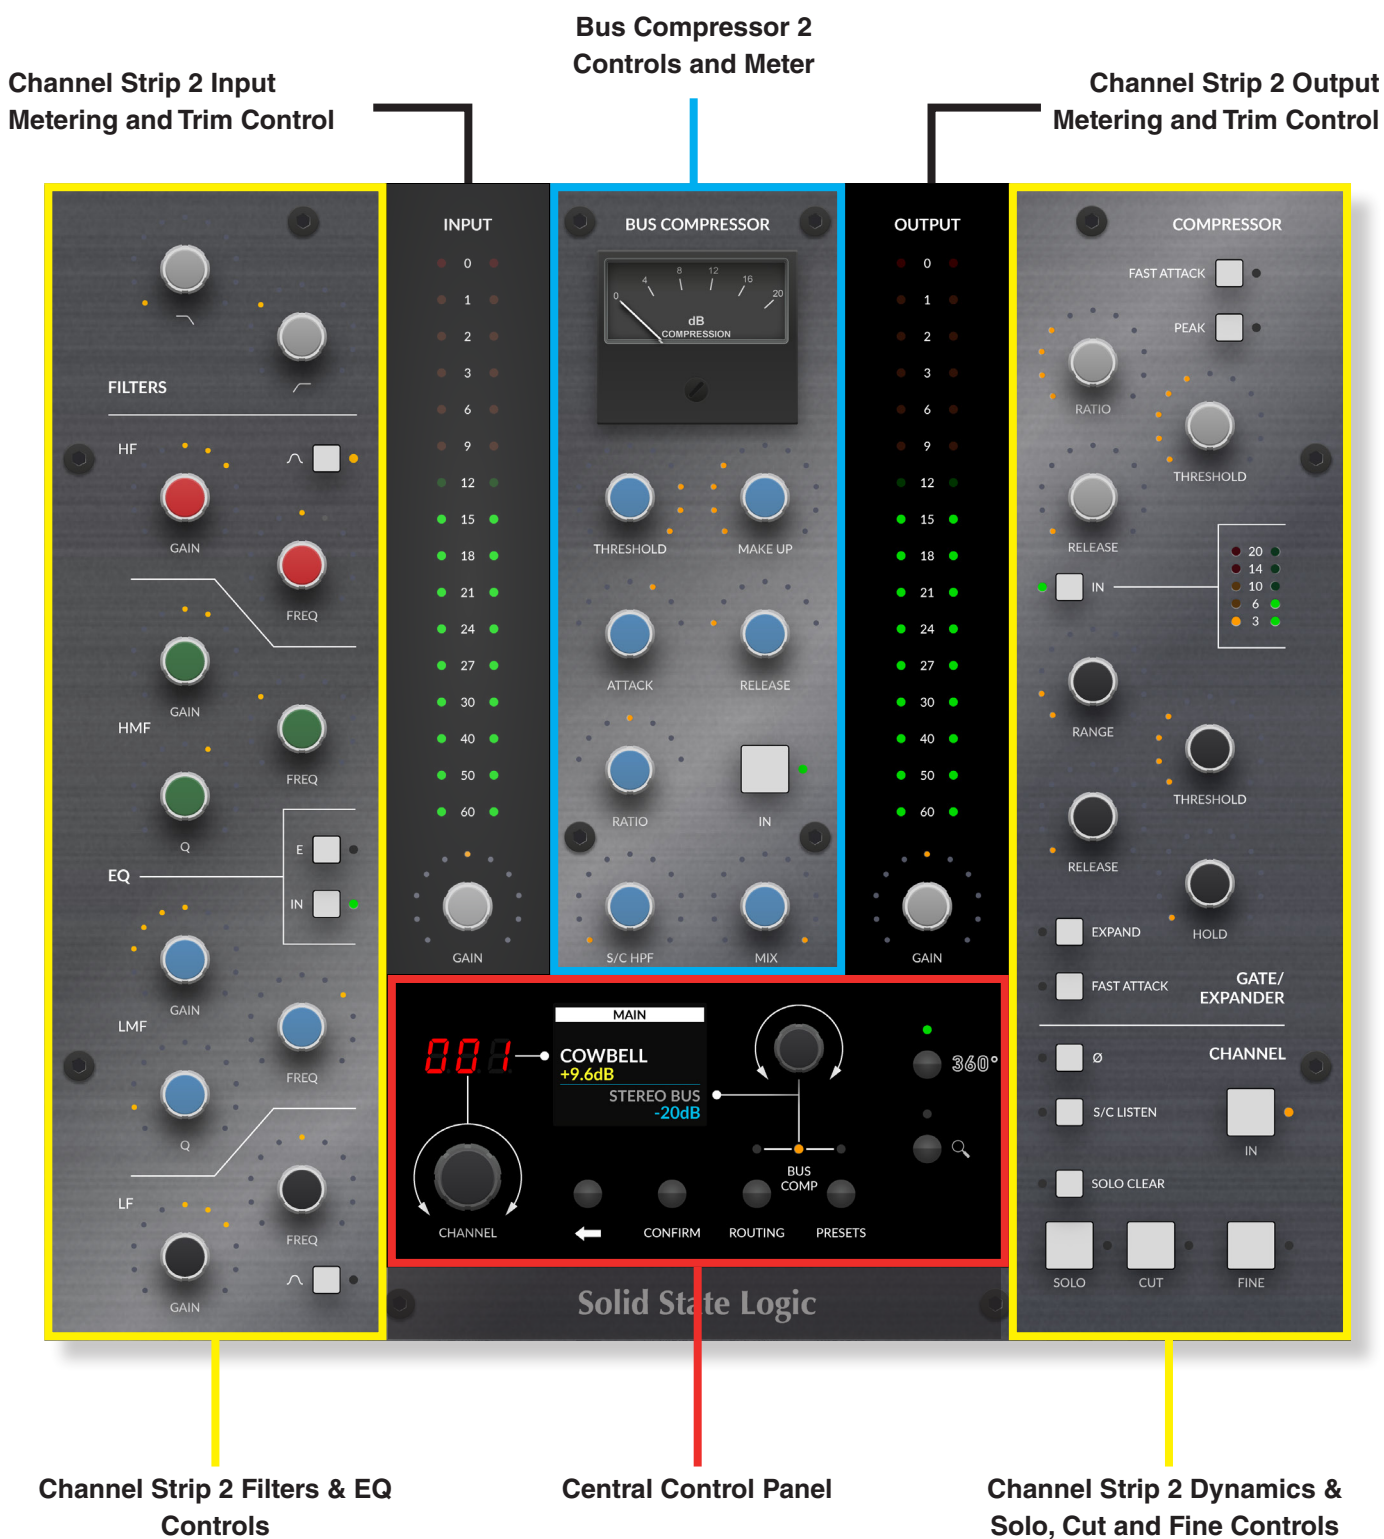 Bus Compressor 2
Controls and Meter
Channel Strip 2 Input
Metering and Trim Control
Channel Strip 2 Output
Metering and Trim Control
FILTERS
HF
GAIN
FREQ
GAIN
HMF
FREQ
Q
E
EQ
IN
GAIN
LMF
FREQ
Q
LF
FREQ
GAIN
INPUT
0
1
2
3
6
9
12
15
18
21
24
27
30
40
50
60
GAIN
BUS COMPRESSOR
0 4 8 12 16 20
dB
COMPRESSION
THRESHOLD MAKE UP
ATTACK RELEASE
RATIO IN
S/C HPF MIX
OUTPUT
0
1
2
3
6
9
12
15
18
21
24
27
30
40
50
60
GAIN
COMPRESSOR
FAST ATTACK
PEAK
RATIO
THRESHOLD
RELEASE
IN
20
14
10
6
3
RANGE
THRESHOLD
RELEASE
HOLD
EXPAND
FAST ATTACK
GATE/
EXPANDER
Ø
CHANNEL
S/C LISTEN
IN
SOLO CLEAR
SOLO CUT FINE
001
MAIN
COWBELL
+9.6dB
STEREO BUS
-20dB
360°
BUS
COMP
CHANNEL
CONFIRM ROUTING PRESETS
Solid State Logic
Channel Strip 2 Filters & EQ
Controls
Central Control Panel
Channel Strip 2 Dynamics &
Solo, Cut and Fine Controls